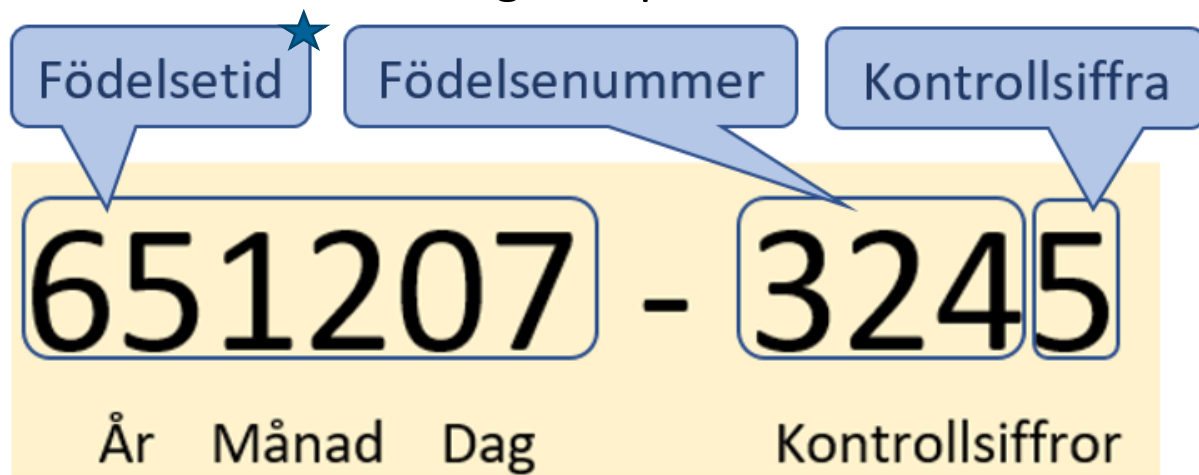 Födelsetid Födelsenummer Kontrollsiffra
651207 - 3245
År Månad Dag Kontrollsiffror